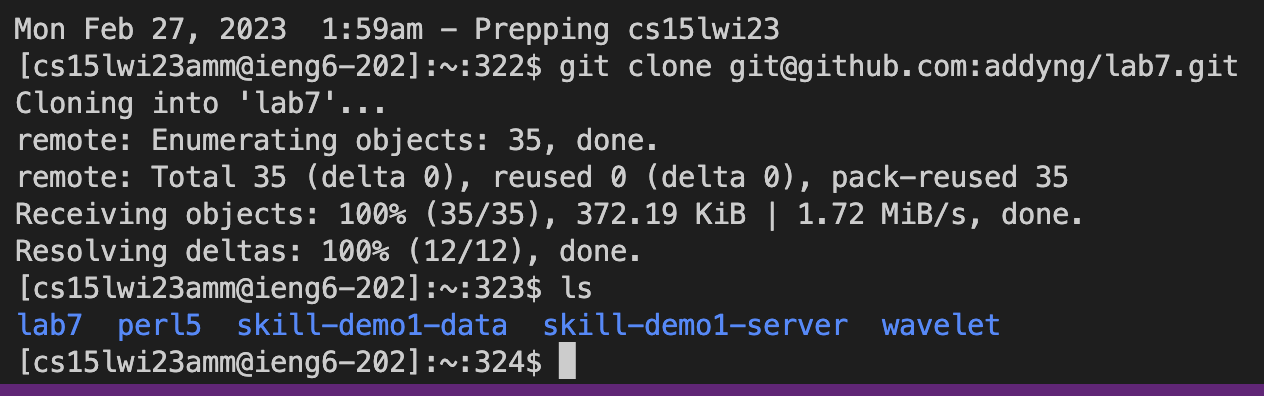 Mon Feb 27, 2023  1:59am - Prepping cs15lwi23
[cs15lwi23amm@ieng6-202]:~:322$ git clone git@github.com:addyng/lab7.git
Cloning into 'lab7'...
remote: Enumerating objects: 35, done.
remote: Total 35 (delta 0), reused 0 (delta 0), pack-reused 35
Receiving objects: 100% (35/35), 372.19 KiB | 1.72 MiB/s, done.
Resolving deltas: 100% (12/12), done.
[cs15lwi23amm@ieng6-202]:~:323$ ls
lab7  perl5  skill-demo1-data  skill-demo1-server  wavelet
[cs15lwi23amm@ieng6-202]:~:324$